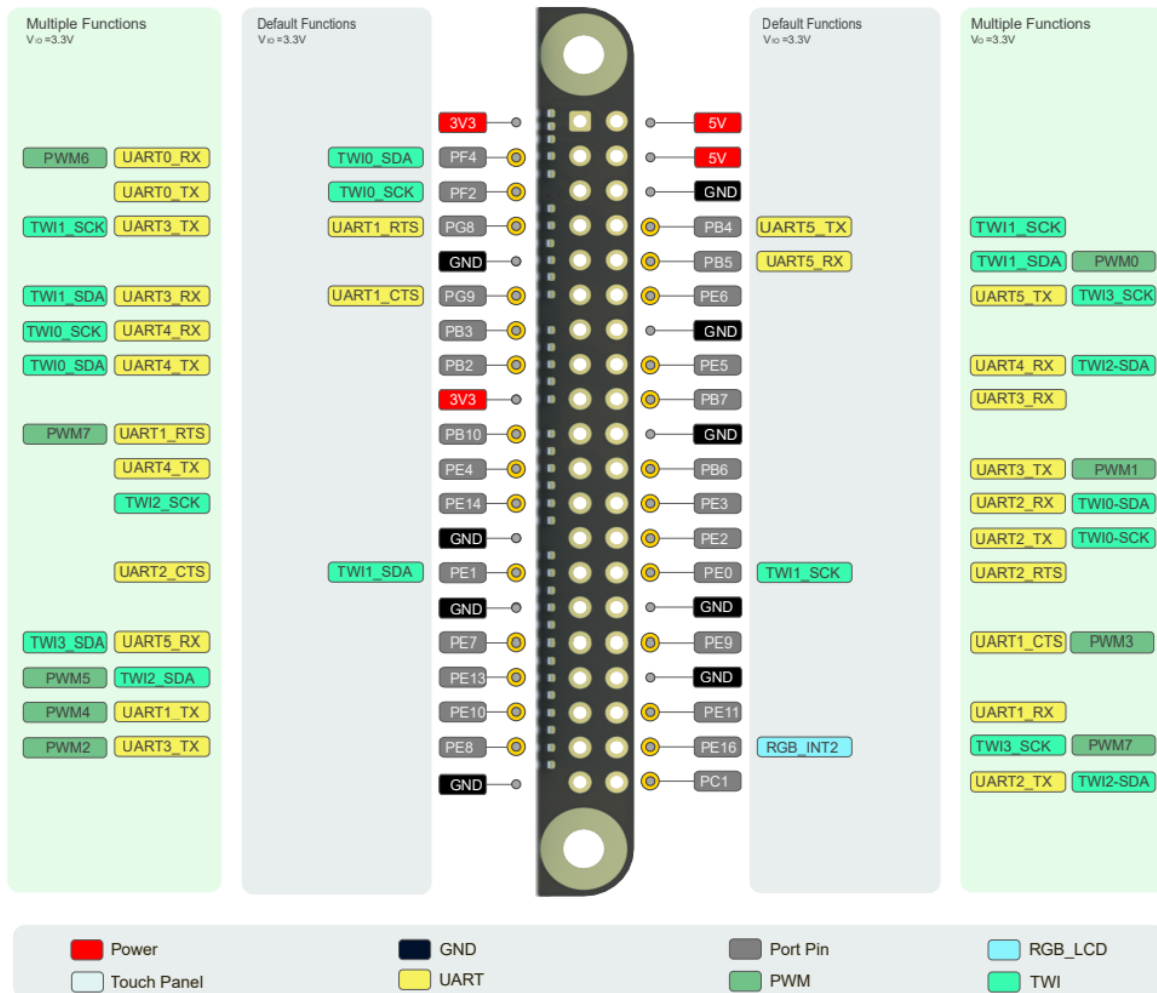 Multiple Functions Default Functions Default Functions Multiple Functions
VIO =3.3V VIO =3.3V VIO =3.3V VIO =3.3V
3V3 5V
PWM6 UART0_RX TWI0_SDA PF4 5V
UART0_TX TWI0_SCK PF2 GND
TWI1_SCK UART3_TX UART1_RTS PG8 PB4 UART5_TX TWI1_SCK
GND PB5 UART5_RX TWI1_SDA PWM0
TWI1_SDA UART3_RX UART1_CTS PG9 PE6 UART5_TX TWI3_SCK
TWI0_SCK UART4_RX PB3 GND
TWI0_SDA UART4_TX PB2 PE5 UART4_RX TWI2-SDA
3V3 PB7 UART3_RX
PWM7 UART1_RTS PB10 GND
UART4_TX PE4 PB6 UART3_TX PWM1
TWI2_SCK PE14 PE3 UART2_RX TWI0-SDA
GND PE2 UART2_TX TWI0-SCK
UART2_CTS TWI1_SDA PE1 PE0 TWI1_SCK UART2_RTS
GND GND
TWI3_SDA UART5_RX PE7 PE9 UART1_CTS PWM3
PWM5 TWI2_SDA PE13 GND
PWM4 UART1_TX PE10 PE11 UART1_RX
PWM2 UART3_TX PE8 PE16 RGB_INT2 TWI3_SCK PWM7
GND PC1 UART2_TX TWI2-SDA
Power GND Port Pin RGB_LCD
Touch Panel UART PWM TWI